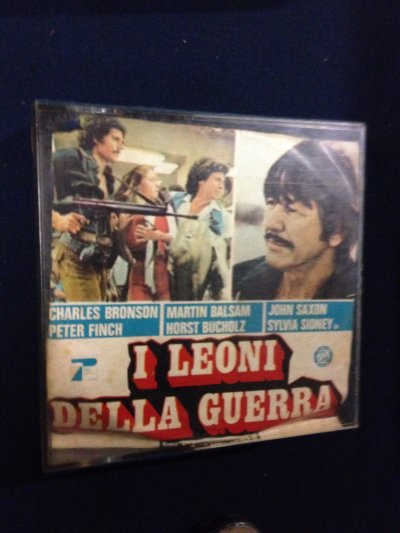 CHARLES BRONSON
PETER FINCH
MARTIN BALSAM
HORST BUCHOLZ
JOHN SAXON
SYLVIA SIDNEY
I LEONI
DELLA GUERRA